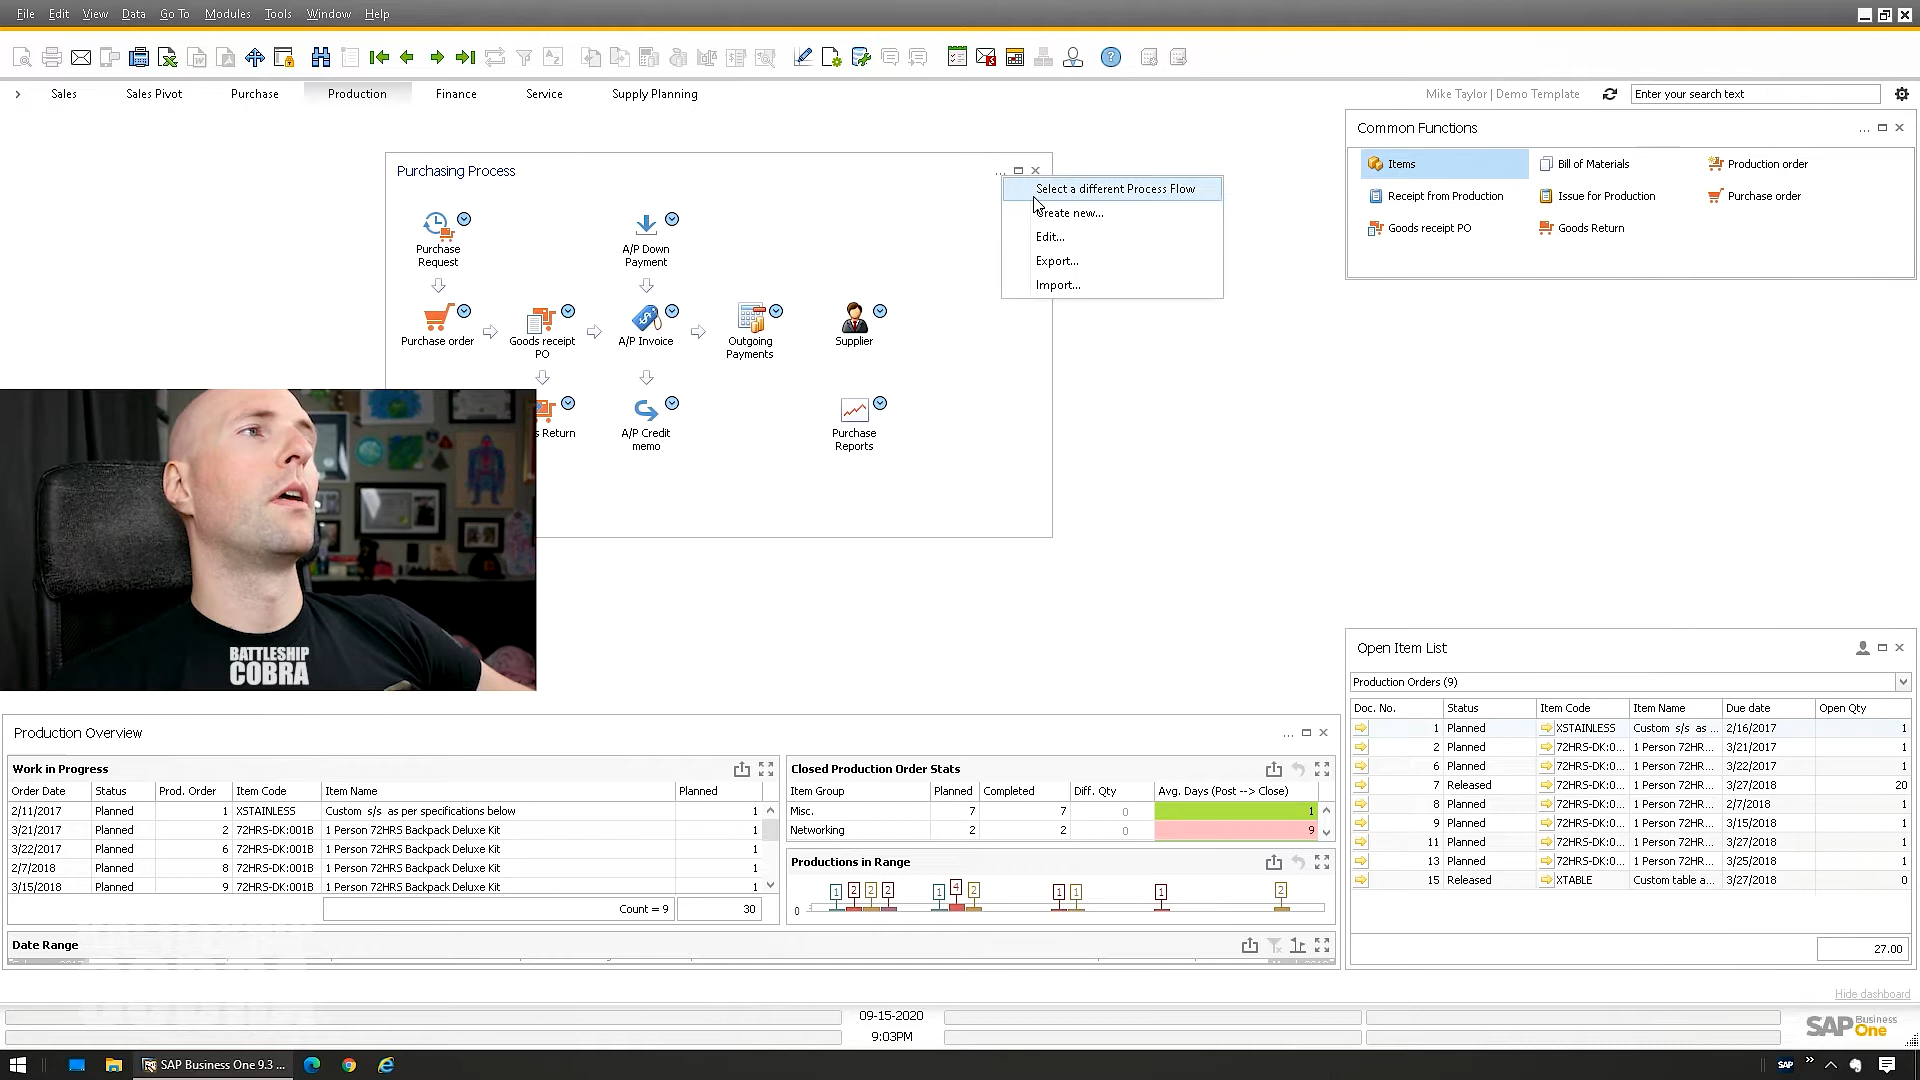 File Edit View Data Go To Modules Tools Window Help
Sales Sales Pivot Purchase Production Finance Service Supply Planning
Mike Taylor | Demo Template Enter your search text
Purchasing Process
Select a different Process Flow
Create new...
Edit...
Export...
Import...
Purchase Request
A/P Down Payment
Purchase order
Goods receipt PO
A/P Invoice
Outgoing Payments
Supplier
s Return
A/P Credit memo
Purchase Reports
BATTLESHIP
COBRA
Common Functions
Items Bill of Materials Production order
Receipt from Production Issue for Production Purchase order
Goods receipt PO Goods Return
Open Item List
Production Orders (9)
Doc. No. Status Item Code Item Name Due date Open Qty
1 Planned XSTAINLESS Custom s/s as ... 2/16/2017 1
2 Planned 72HRS-DK:0... 1 Person 72HR... 3/21/2017 1
6 Planned 72HRS-DK:0... 1 Person 72HR... 3/22/2017 1
7 Released 72HRS-DK:0... 1 Person 72HR... 3/27/2018 20
8 Planned 72HRS-DK:0... 1 Person 72HR... 2/7/2018 1
9 Planned 72HRS-DK:0... 1 Person 72HR... 3/15/2018 1
11 Planned 72HRS-DK:0... 1 Person 72HR... 3/27/2018 1
13 Planned 72HRS-DK:0... 1 Person 72HR... 3/25/2018 1
15 Released XTABLE Custom table a... 3/27/2018 0
27.00
Production Overview
Work in Progress
Order Date Status Prod. Order Item Code Item Name Planned
2/11/2017 Planned 1 XSTAINLESS Custom s/s as per specifications below 1
3/21/2017 Planned 2 72HRS-DK:001B 1 Person 72HRS Backpack Deluxe Kit 1
3/22/2017 Planned 6 72HRS-DK:001B 1 Person 72HRS Backpack Deluxe Kit 1
2/7/2018 Planned 8 72HRS-DK:001B 1 Person 72HRS Backpack Deluxe Kit 1
3/15/2018 Planned 9 72HRS-DK:001B 1 Person 72HRS Backpack Deluxe Kit 1
Count = 9 30
Closed Production Order Stats
Item Group Planned Completed Diff. Qty Avg. Days (Post --> Close)
Misc. 7 7 0 1
Networking 2 2 0 9
Productions in Range
1 2 2 2 1 4 2 1 1 1 2
0
Date Range
Hide dashboard
09-15-2020
9:03PM
SAP Business One
SAP Business One 9.3 ...
SAP